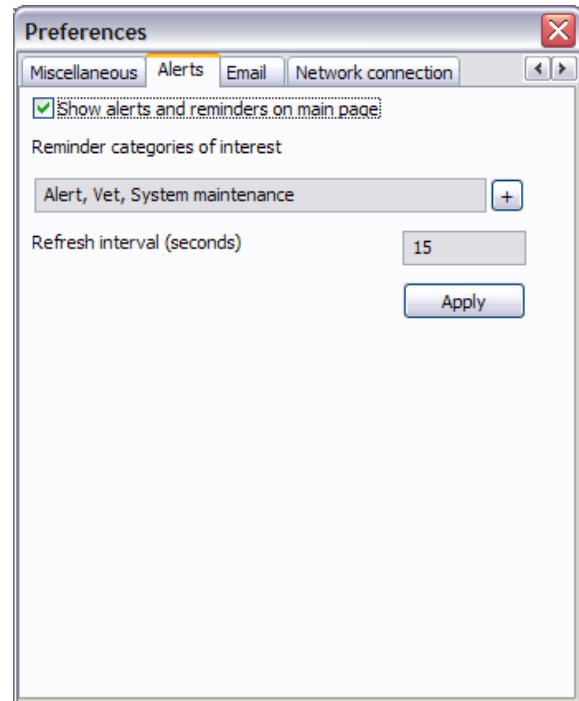 Preferences
Miscellaneous Alerts Email Network connection
Show alerts and reminders on main page
Reminder categories of interest
Alert, Vet, System maintenance +
Refresh interval (seconds) 15
Apply